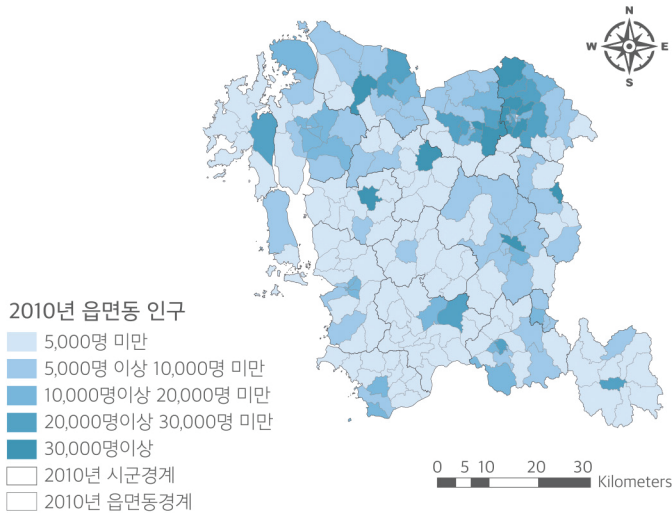 N
W E
S
2010년 읍면동 인구
5,000명 미만
5,000명 이상 10,000명 미만
10,000명이상 20,000명 미만
20,000명이상 30,000명 미만
30,000명이상
2010년 시군경계
2010년 읍면동경계
0 5 10 20 30
Kilometers